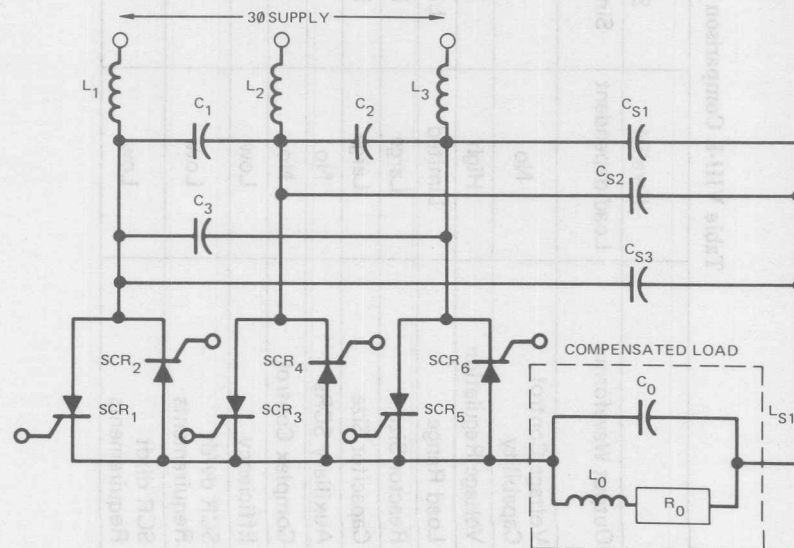 3Ø SUPPLY
L1
L2
L3
C1
C2
CS1
CS2
C3
CS3
SCR2
SCR4
SCR6
SCR1
SCR3
SCR5
COMPENSATED LOAD
C0
LS1
L0
R0